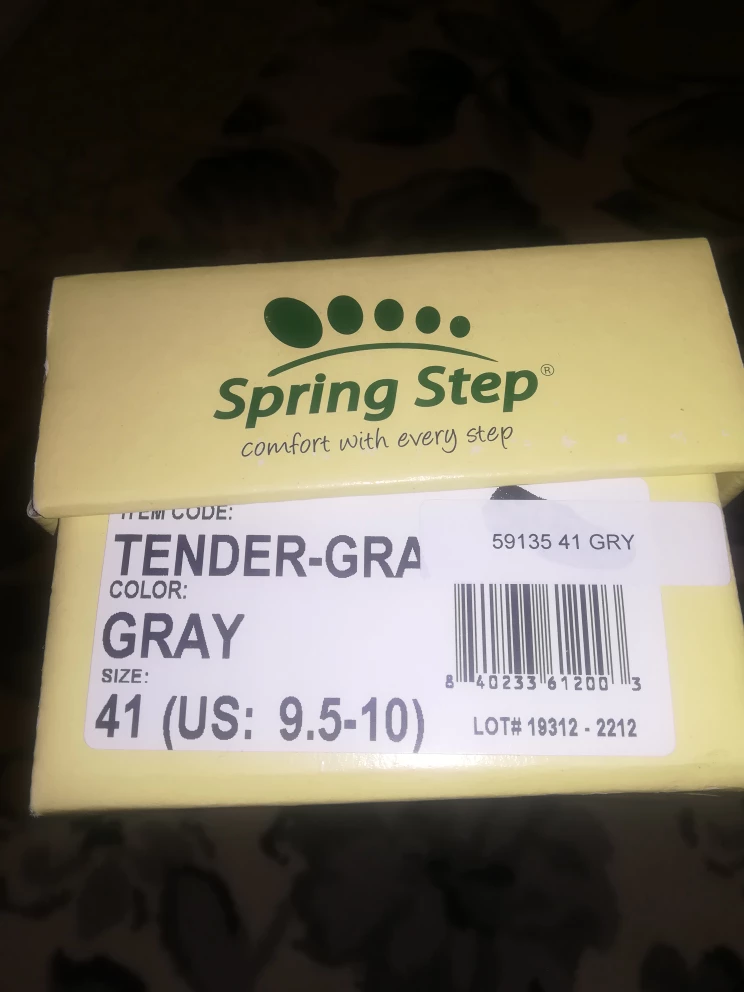 Spring Step®
comfort with every step
ITEM CODE:
TENDER-GRA
59135 41 GRY
COLOR:
GRAY
SIZE:
41 (US: 9.5-10)
8 40233 61200 3
LOT# 19312 - 2212